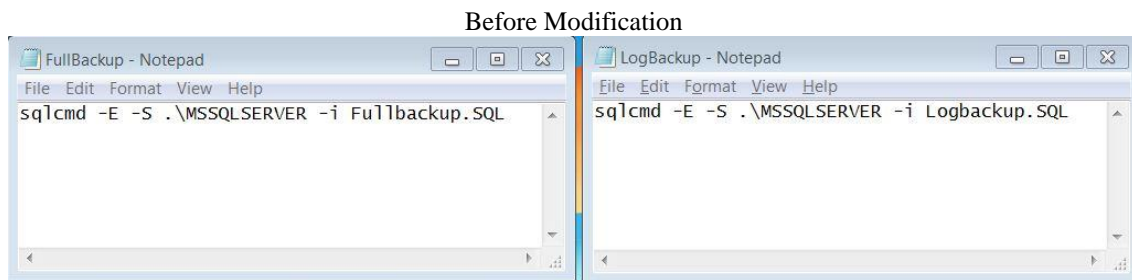 Before Modification
FullBackup - Notepad
File Edit Format View Help
sqlcmd -E -S .\MSSQLSERVER -i Fullbackup.SQL
LogBackup - Notepad
File Edit Format View Help
sqlcmd -E -S .\MSSQLSERVER -i Logbackup.SQL